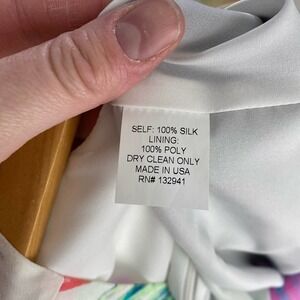 SELF: 100% SILK
LINING:
100% POLY
DRY CLEAN ONLY
MADE IN USA
RN# 132941